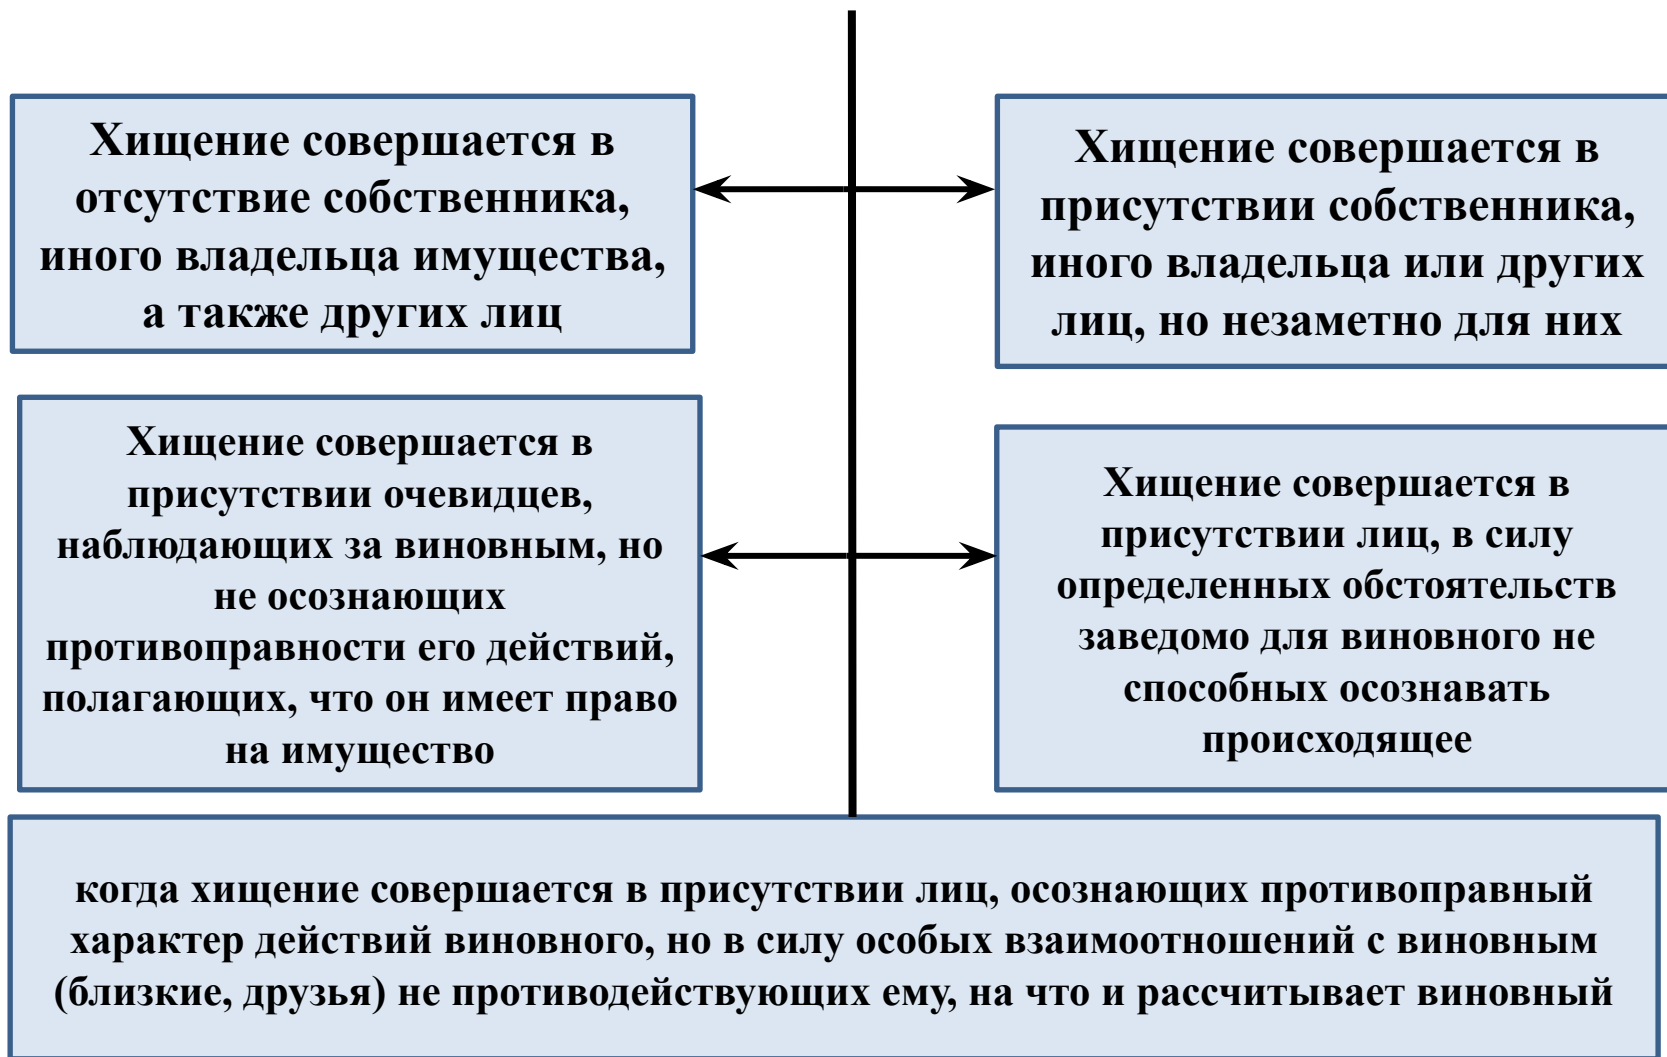 Хищение совершается в
отсутствие собственника,
иного владельца имущества,
а также других лиц
Хищение совершается в
присутствии собственника,
иного владельца или других
лиц, но незаметно для них
Хищение совершается в
присутствии очевидцев,
наблюдающих за виновным, но
не осознающих
противоправности его действий,
полагающих, что он имеет право
на имущество
Хищение совершается в
присутствии лиц, в силу
определенных обстоятельств
заведомо для виновного не
способных осознавать
происходящее
когда хищение совершается в присутствии лиц, осознающих противоправный
характер действий виновного, но в силу особых взаимоотношений с виновным
(близкие, друзья) не противодействующих ему, на что и рассчитывает виновный